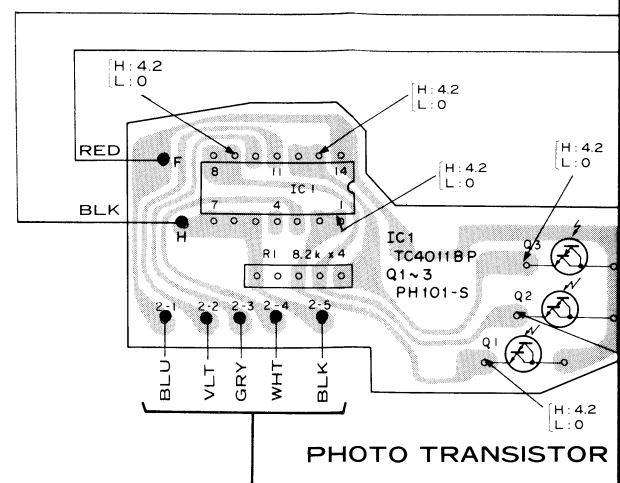 H : 4.2
L : 0
H : 4.2
L : 0
RED
F
8 11 14
IC 1
H : 4.2
L : 0
H : 4.2
L : 0
BLK
H
7 4 1
IC1
TC4011BP
Q1~3
PH101-S
Q3
R1 8.2k x 4
Q2
2-1 2-2 2-3 2-4 2-5
Q1
BLU
VLT
GRY
WHT
BLK
H : 4.2
L : 0
PHOTO TRANSISTOR